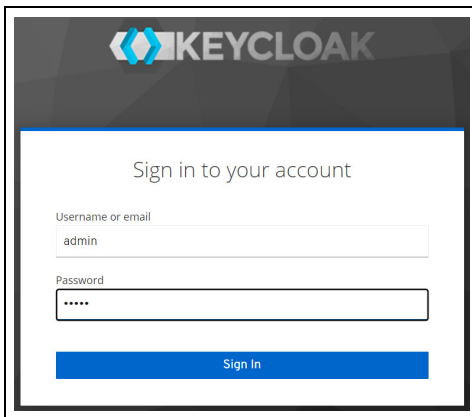 KEYCLOAK
Sign in to your account
Username or email
admin
Password
•••••
Sign In